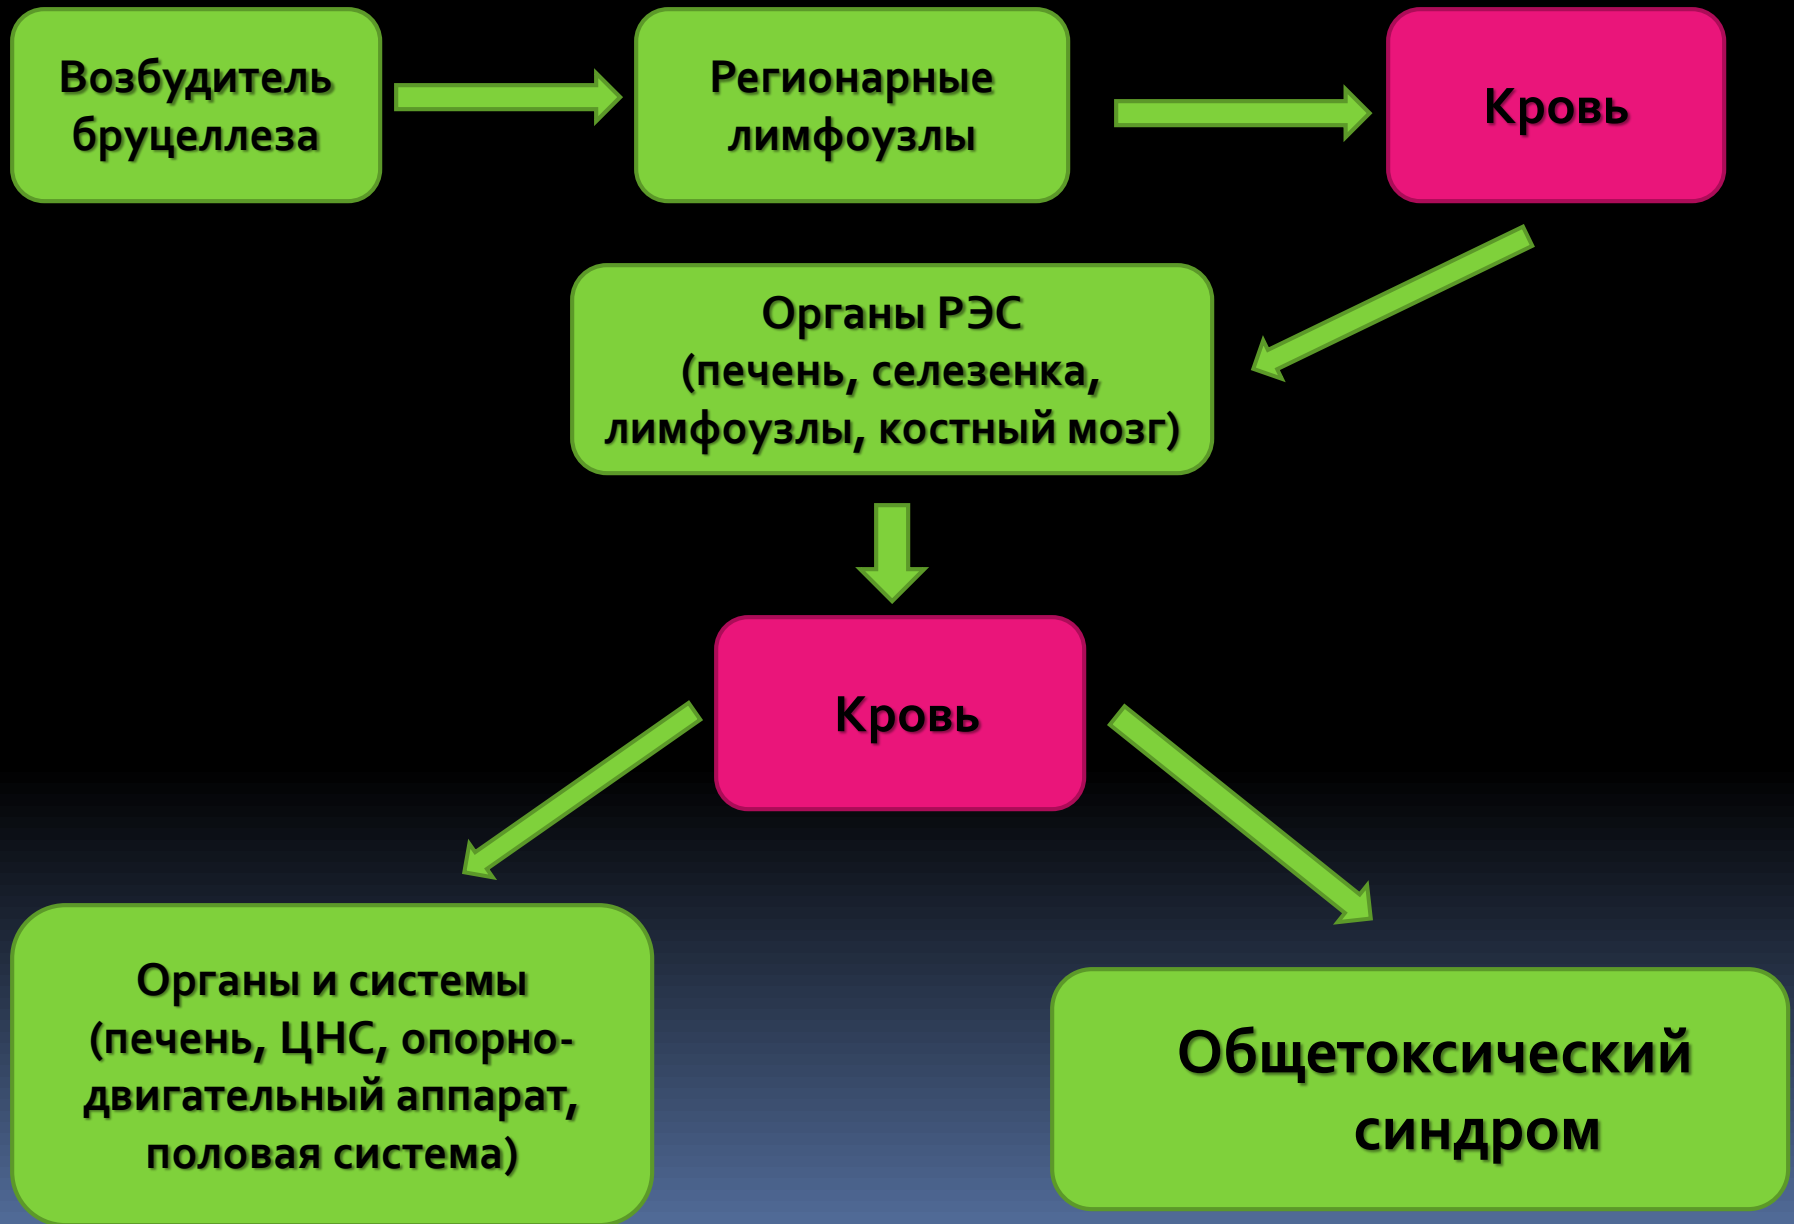 Возбудитель
бруцеллеза
Регионарные
лимфоузлы
Кровь
Органы РЭС
(печень, селезенка,
лимфоузлы, костный мозг)
Кровь
Органы и системы
(печень, ЦНС, опорно-
двигательный аппарат,
половая система)
Общетоксический
синдром